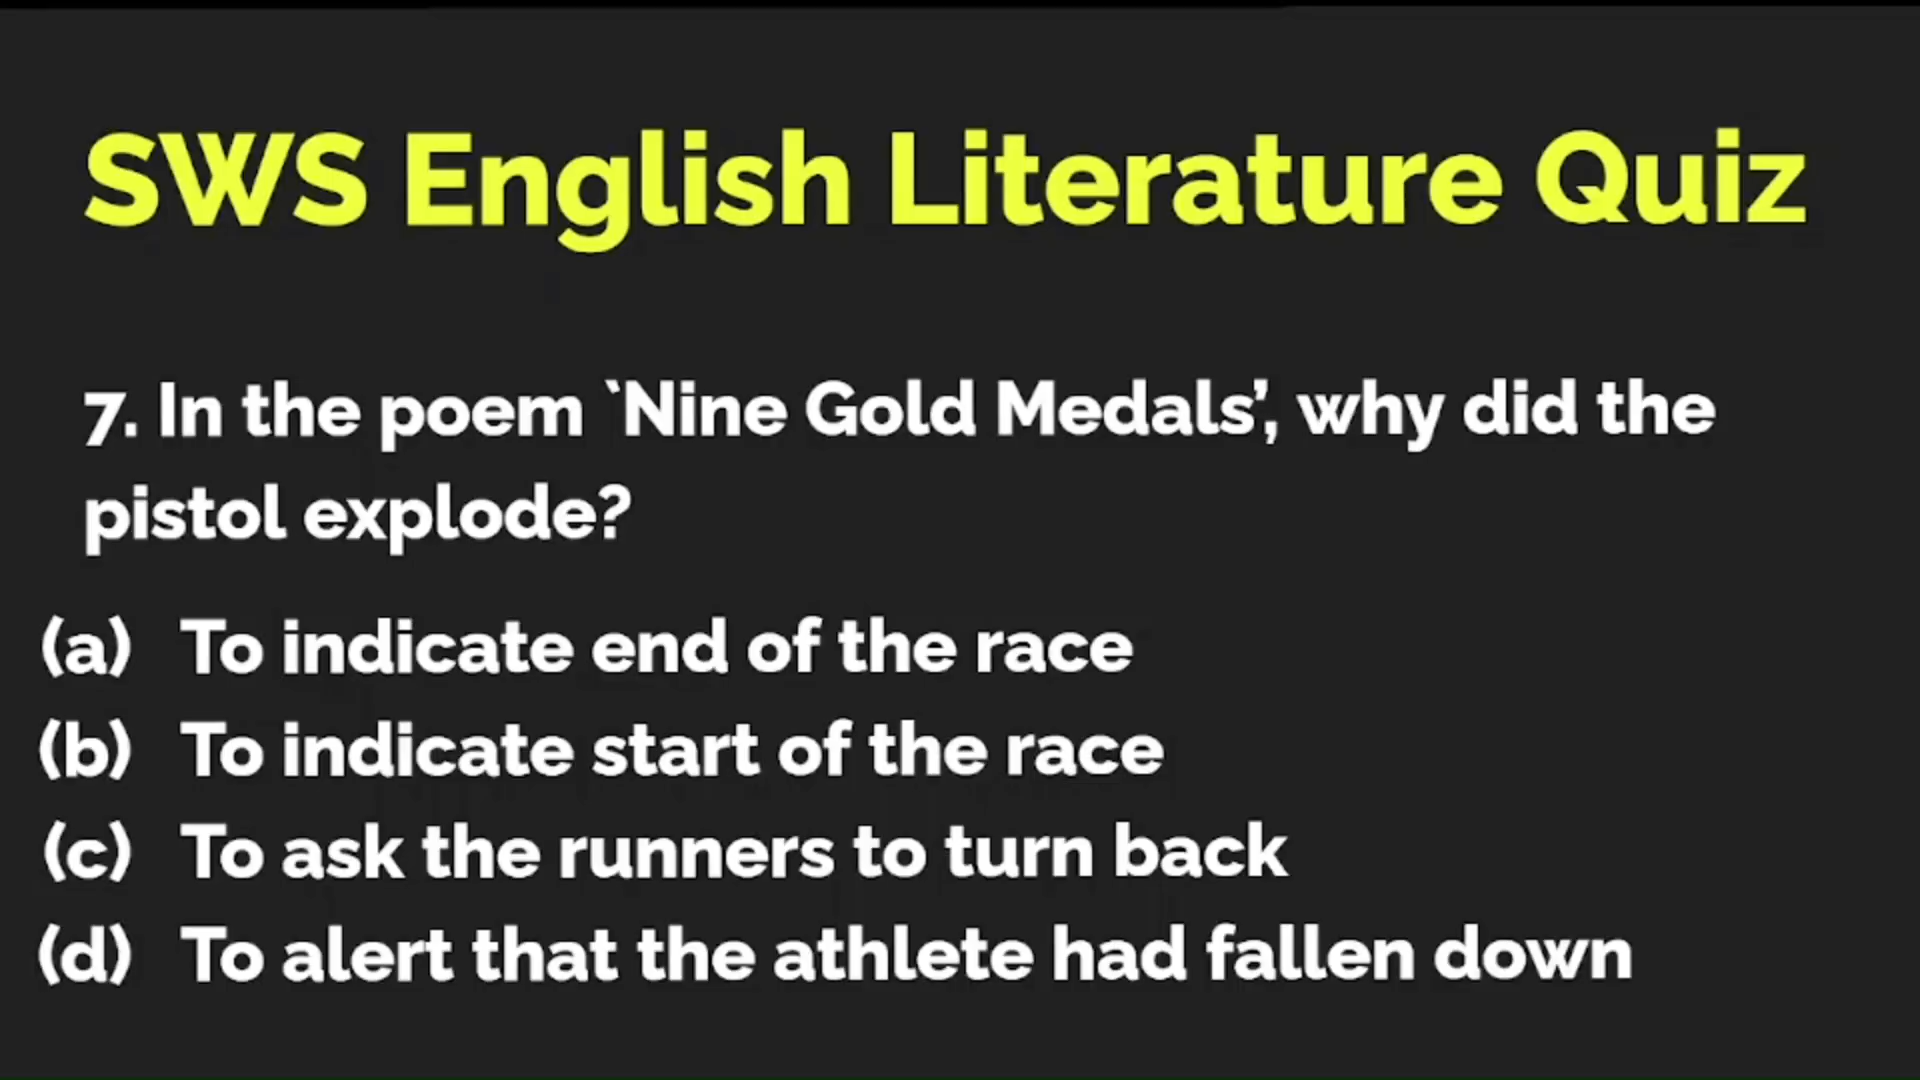 SWS English Literature Quiz
7. In the poem `Nine Gold Medals’, why did the
pistol explode?
(a) To indicate end of the race
(b) To indicate start of the race
(c) To ask the runners to turn back
(d) To alert that the athlete had fallen down